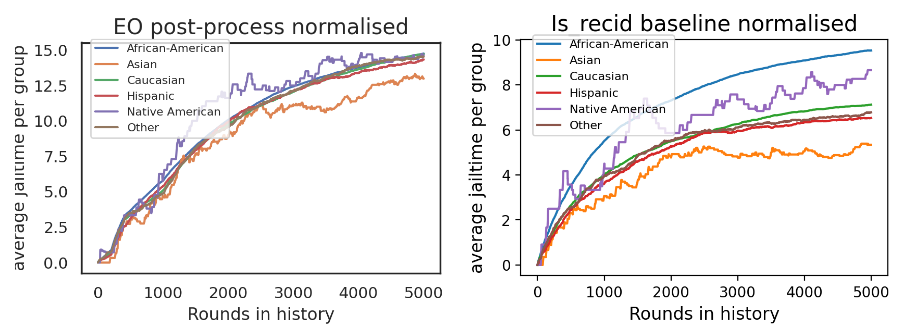 EO post-process normalised
average jailtime per group
15.0
12.5
10.0
7.5
5.0
2.5
0.0
African-American
Asian
Caucasian
Hispanic
Native American
Other
0 1000 2000 3000 4000 5000
Rounds in history
Is_recid baseline normalised
average jailtime per group
10
8
6
4
2
0
African-American
Asian
Caucasian
Hispanic
Native American
Other
0 1000 2000 3000 4000 5000
Rounds in history